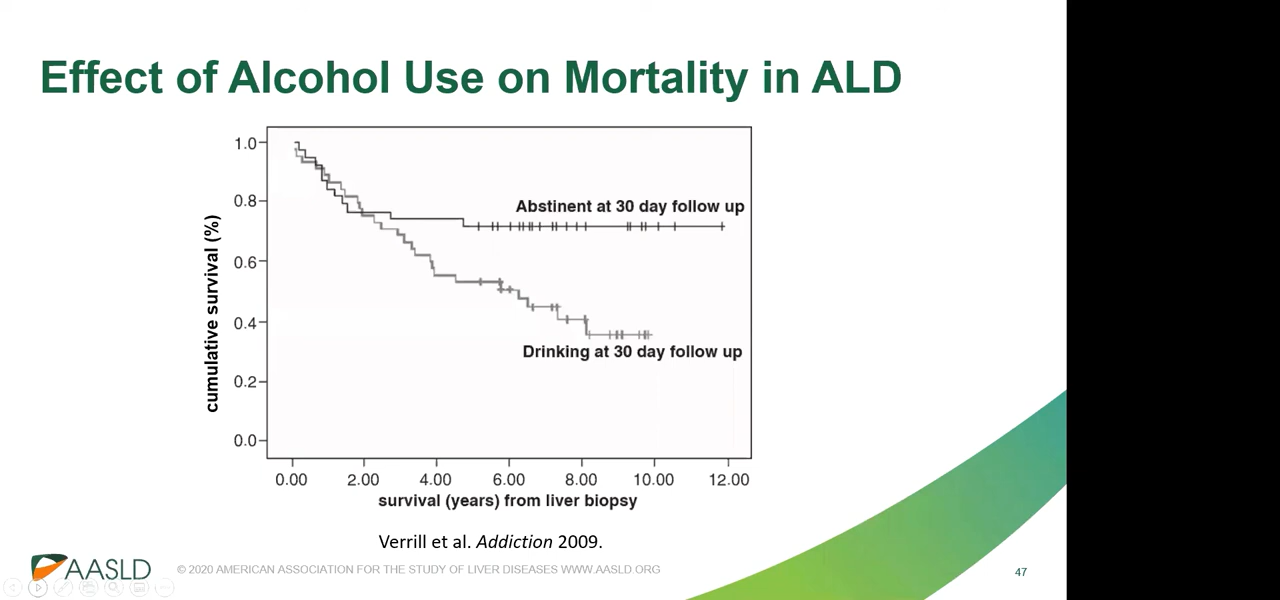 Effect of Alcohol Use on Mortality in ALD
1.0
0.8
0.6
0.4
0.2
0.0
cumulative survival (%)
Abstinent at 30 day follow up
Drinking at 30 day follow up
0.00 2.00 4.00 6.00 8.00 10.00 12.00
survival (years) from liver biopsy
Verrill et al. Addiction 2009.
AASLD
© 2020 AMERICAN ASSOCIATION FOR THE STUDY OF LIVER DISEASES WWW.AASLD.ORG
47